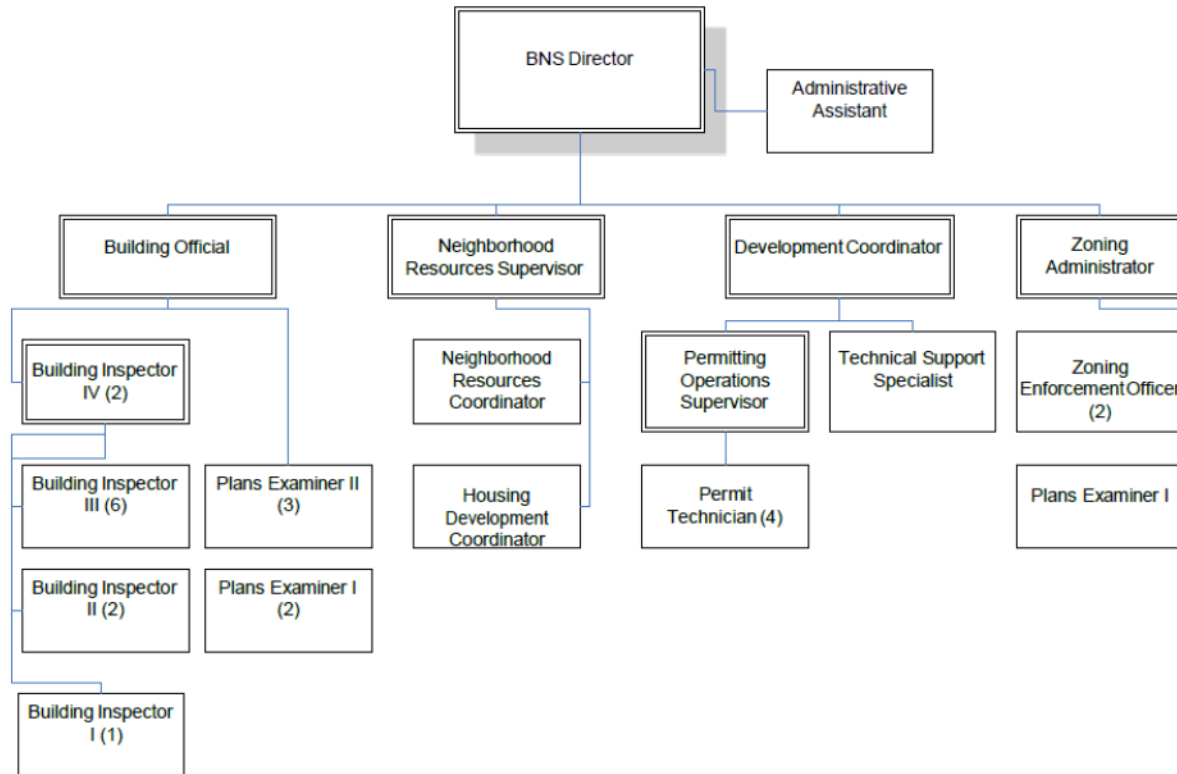 BNS Director
Administrative
Assistant
Building Official
Neighborhood
Resources Supervisor
Development Coordinator
Zoning
Administrator
Building Inspector
IV (2)
Neighborhood
Resources
Coordinator
Permitting
Operations
Supervisor
Technical Support
Specialist
Zoning
Enforcement Officer
(2)
Building Inspector
III (6)
Plans Examiner II
(3)
Housing
Development
Coordinator
Permit
Technician (4)
Plans Examiner I
Building Inspector
II (2)
Plans Examiner I
(2)
Building Inspector
I (1)